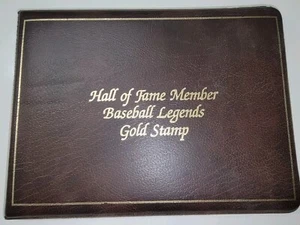 Hall of Fame Member
Baseball Legends
Gold Stamp